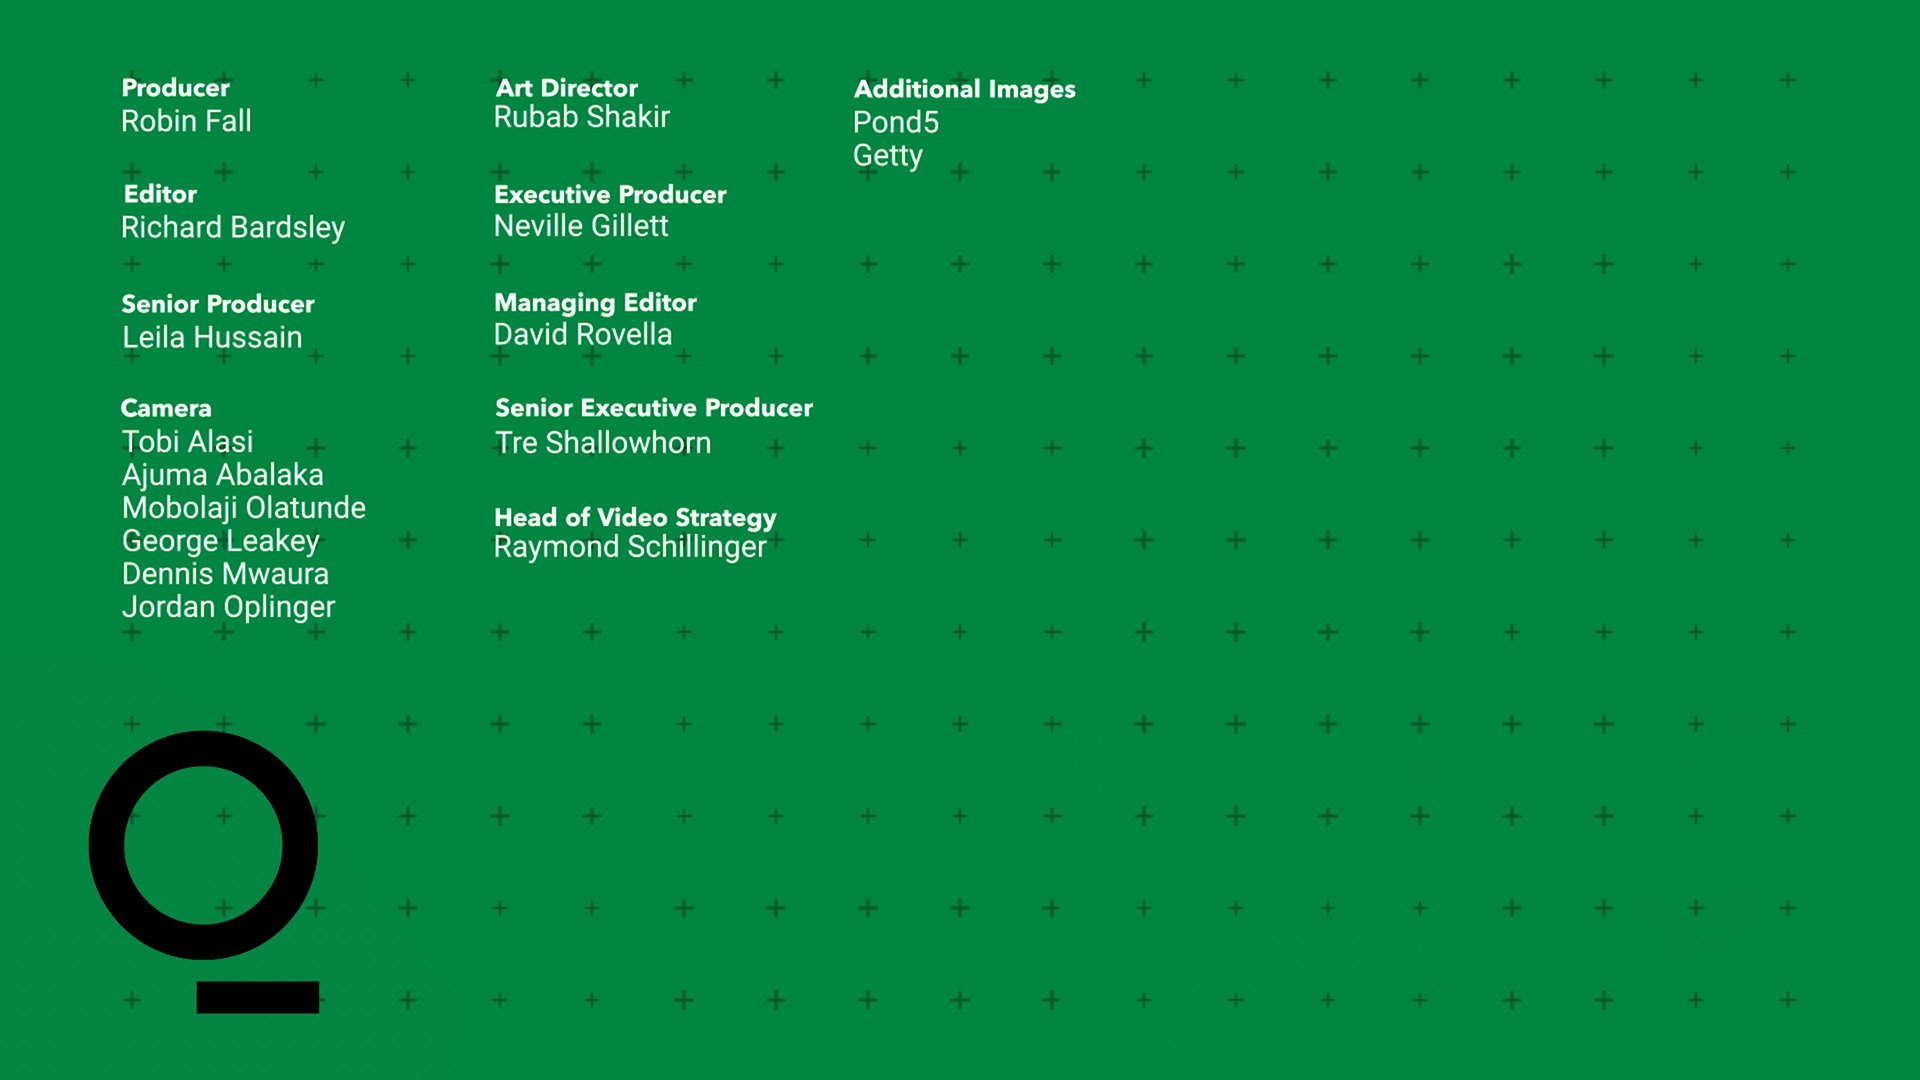 Producer
Robin Fall
Editor
Richard Bardsley
Senior Producer
Leila Hussain
Camera
Tobi Alasi
Ajuma Abalaka
Mobolaji Olatunde
George Leakey
Dennis Mwaura
Jordan Oplinger
Art Director
Rubab Shakir
Executive Producer
Neville Gillett
Managing Editor
David Rovella
Senior Executive Producer
Tre Shallowhorn
Head of Video Strategy
Raymond Schillinger
Additional Images
Pond5
Getty